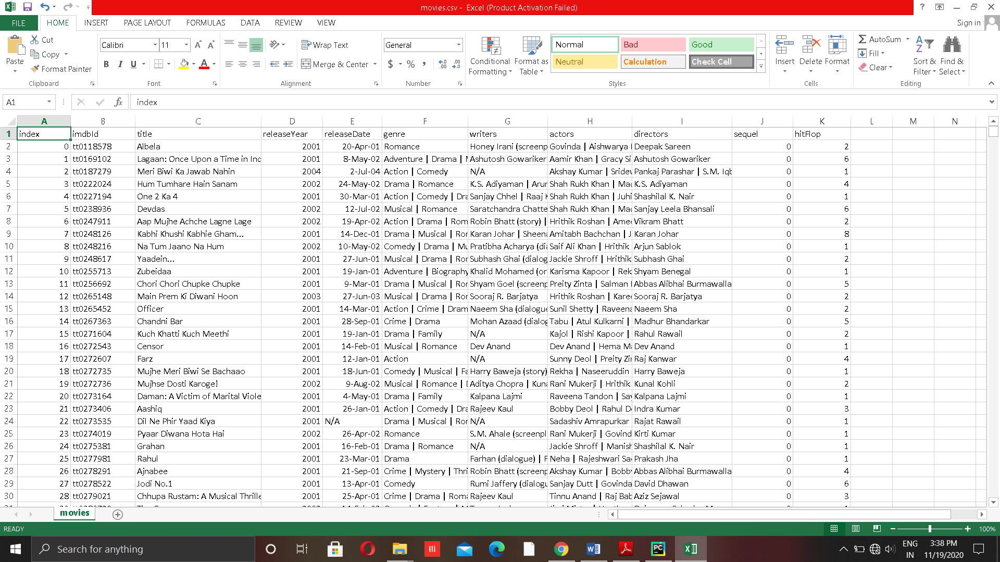 movies.csv - Excel (Product Activation Failed)
FILE HOME INSERT PAGE LAYOUT FORMULAS DATA REVIEW VIEW Sign in
Paste Cut Copy Format Painter Clipboard
Calibri 11 B I U A A Font
Wrap Text Merge & Center Alignment
General $ % , Number
Conditional Formatting Format as Table Normal Bad Good Neutral Calculation Check Cell Styles
Insert Delete Format Cells
AutoSum Fill Clear Sort & Filter Find & Select Editing
A1 fx index
A B C D E F G H I J K L M N
1 index imdbId title releaseYear releaseDate genre writers actors directors sequel hitFlop
2 0 tt0118578 Albela 2001 20-Apr-01 Romance Honey Irani (screenp Govinda | Aishwarya Deepak Sareen 0 2
3 1 tt0169102 Lagaan: Once Upon a Time in Ind 2001 8-May-02 Adventure | Drama | Ashutosh Gowariker Aamir Khan | Gracy Si Ashutosh Gowariker 0 6
4 2 tt0187279 Meri Biwi Ka Jawab Nahin 2004 2-Jul-04 Action | Comedy N/A Akshay Kumar | Sridev Pankaj Parashar | S.M. Iqb 0 1
5 3 tt0222024 Hum Tumhare Hain Sanam 2002 24-May-02 Drama | Romance K.S. Adiyaman | Arun Shah Rukh Khan | Mad K.S. Adiyaman 0 4
6 4 tt0227194 One 2 Ka 4 2001 30-Mar-01 Action | Comedy | Dra Sanjay Chhel | Raaj K Shah Rukh Khan | Juhi Shashilal K. Nair 0 1
7 5 tt0238936 Devdas 2002 12-Jul-02 Musical | Romance Saratchandra Chatte Shah Rukh Khan | Mad Sanjay Leela Bhansali 0 6
8 6 tt0247911 Aap Mujhe Achche Lagne Lage 2002 19-Apr-02 Action | Drama | Rom Robin Bhatt (story) | Hrithik Roshan | Amee Vikram Bhatt 0 2
9 7 tt0248126 Kabhi Khushi Kabhie Gham... 2001 14-Dec-01 Drama | Musical | Ror Karan Johar | Sheena Amitabh Bachchan | J Karan Johar 0 8
10 8 tt0248216 Na Tum Jaano Na Hum 2002 10-May-02 Comedy | Drama | Mu Pratibha Acharya (dia Saif Ali Khan | Hrithik Arjun Sablok 0 1
11 9 tt0248617 Yaadein... 2001 27-Jun-01 Musical | Drama | Ror Subhash Ghai (dialog Jackie Shroff | Hrithik Subhash Ghai 0 2
12 10 tt0255713 Zubeidaa 2001 19-Jan-01 Adventure | Biography Khalid Mohamed (or Karisma Kapoor | Rek Shyam Benegal 0 1
13 11 tt0256692 Chori Chori Chupke Chupke 2001 9-Mar-01 Drama | Musical | Ror Shyam Goel (screenp Preity Zinta | Salman Abbas Alibhai Burmawalla 0 5
14 12 tt0265148 Main Prem Ki Diwani Hoon 2003 27-Jun-03 Musical | Drama | Ror Sooraj R. Barjatya Hrithik Roshan | Karee Sooraj R. Barjatya 0 2
15 13 tt0265452 Officer 2001 14-Mar-01 Action | Crime | Dram Naeem Sha (dialogue Sunil Shetty | Raveena Naeem Sha 0 2
16 14 tt0267363 Chandni Bar 2001 28-Sep-01 Crime | Drama Mohan Azaad (dialog Tabu | Atul Kulkarni | Madhur Bhandarkar 0 5
17 15 tt0271604 Kuch Khatti Kuch Meethi 2001 19-Jan-01 Drama | Family N/A Kajol | Rishi Kapoor | Rahul Rawail 0 2
18 16 tt0272543 Censor 2001 14-Feb-01 Musical | Romance Dev Anand Dev Anand | Hema Ma Dev Anand 0 1
19 17 tt0272607 Farz 2001 12-Jan-01 Action N/A Sunny Deol | Preity Zin Raj Kanwar 0 4
20 18 tt0272735 Mujhe Meri Biwi Se Bachaao 2001 18-Jun-01 Comedy | Musical | Fa Harry Baweja (story) Rekha | Naseeruddin Harry Baweja 0 1
21 19 tt0272736 Mujhse Dosti Karoge! 2002 9-Aug-02 Musical | Romance | Aditya Chopra | Kuna Rani Mukerji | Hrithik Kunal Kohli 0 2
22 20 tt0273164 Daman: A Victim of Marital Viole 2001 4-May-01 Drama | Family Kalpana Lajmi Raveena Tandon | Say Kalpana Lajmi 0 1
23 21 tt0273406 Aashiq 2001 26-Jan-01 Action | Comedy | Dra Rajeev Kaul Bobby Deol | Rahul De Indra Kumar 0 3
24 22 tt0273535 Dil Ne Phir Yaad Kiya 2001 N/A Drama | Musical | Ror N/A Sadashiv Amrapurkar Rajat Rawail 0 1
25 23 tt0274019 Pyaar Diwana Hota Hai 2002 26-Apr-02 Romance S.M. Ahale (screenpl Rani Mukerji | Govind Kirti Kumar 0 1
26 24 tt0275381 Grahan 2001 16-Feb-01 Drama | Romance N/A Jackie Shroff | Manish Shashilal K. Nair 0 1
27 25 tt0277981 Rahul 2001 23-Mar-01 Drama Farhan (dialogue) | F Neha | Rajeshwari Sac Prakash Jha 0 1
28 26 tt0278291 Ajnabee 2001 21-Sep-01 Crime | Mystery | Thri Robin Bhatt (screenp Akshay Kumar | Bobby Abbas Alibhai Burmawalla 0 4
29 27 tt0278522 Jodi No.1 2001 13-Apr-01 Comedy Rumi Jaffery (dialogu Sanjay Dutt | Govinda David Dhawan 0 6
30 28 tt0279021 Chhupa Rustam: A Musical Thrille 2001 25-Apr-01 Crime | Drama | Roma Rajeev Kaul Tinnu Anand | Raj Bab Aziz Sejawal 0 3
movies
READY 100%
Search for anything ENG IN 3:38 PM 11/19/2020